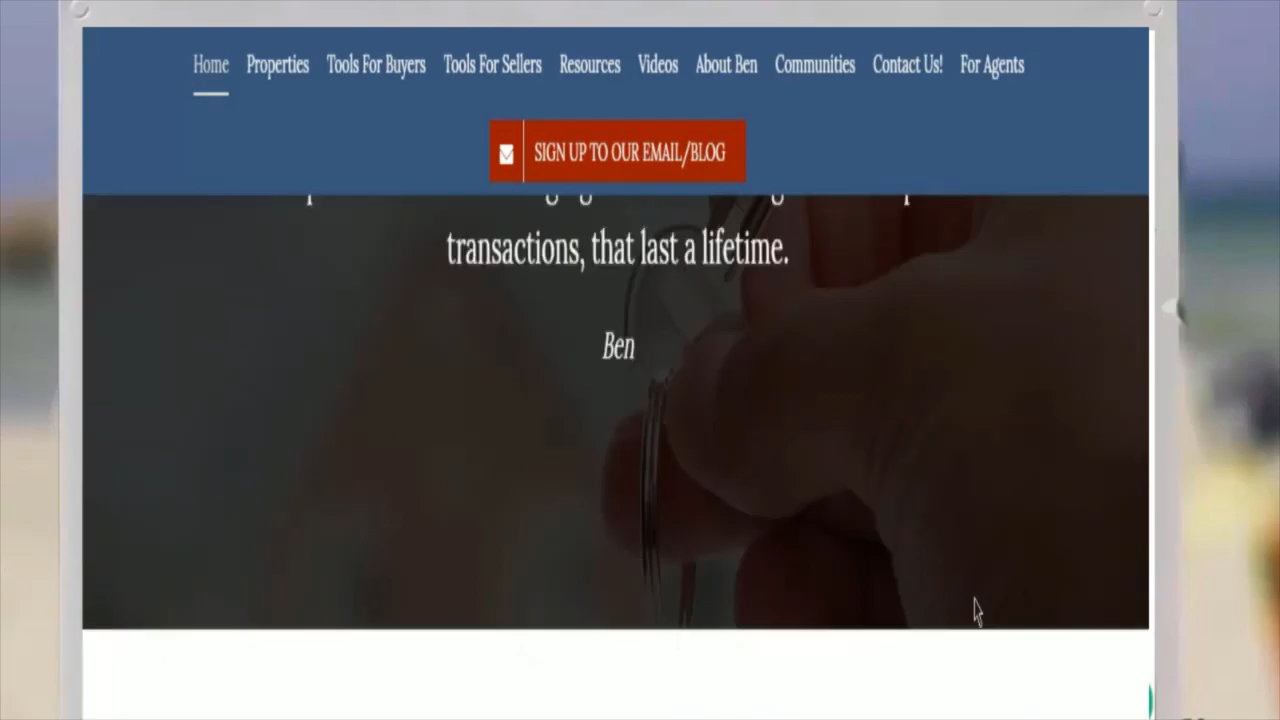 Home Properties Tools For Buyers Tools For Sellers Resources Videos About Ben Communities Contact Us! For Agents
SIGN UP TO OUR EMAIL/BLOG
transactions, that last a lifetime.
Ben